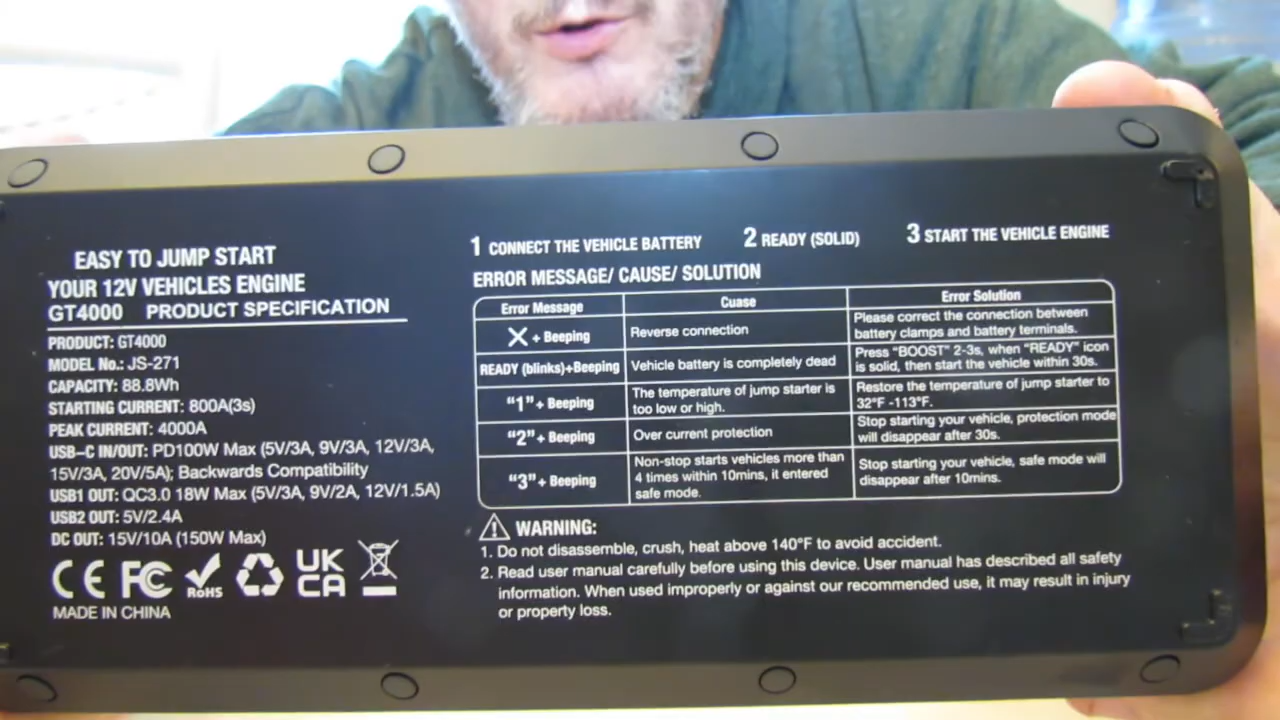 EASY TO JUMP START
YOUR 12V VEHICLES ENGINE
GT4000 PRODUCT SPECIFICATION
PRODUCT: GT4000
MODEL No.: JS-271
CAPACITY: 88.8Wh
STARTING CURRENT: 800A(3s)
PEAK CURRENT: 4000A
USB-C IN/OUT: PD100W Max (5V/3A, 9V/3A, 12V/3A,
15V/3A, 20V/5A); Backwards Compatibility
USB1 OUT: QC3.0 18W Max (5V/3A, 9V/2A, 12V/1.5A)
USB2 OUT: 5V/2.4A
DC OUT: 15V/10A (150W Max)
CE FC RoHS UK CA
MADE IN CHINA
1 CONNECT THE VEHICLE BATTERY 2 READY (SOLID) 3 START THE VEHICLE ENGINE
ERROR MESSAGE/ CAUSE/ SOLUTION
Error Message Cuase Error Solution
X + Beeping Reverse connection Please correct the connection between
battery clamps and battery terminals.
READY (blinks)+Beeping Vehicle battery is completely dead Press “BOOST” 2-3s, when “READY” icon
is solid, then start the vehicle within 30s.
“1” + Beeping The temperature of jump starter is
too low or high. Restore the temperature of jump starter to
32°F -113°F.
“2” + Beeping Over current protection Stop starting your vehicle, protection mode
will disappear after 30s.
“3” + Beeping Non-stop starts vehicles more than
4 times within 10mins, it entered
safe mode. Stop starting your vehicle, safe mode will
disappear after 10mins.
WARNING:
1. Do not disassemble, crush, heat above 140°F to avoid accident.
2. Read user manual carefully before using this device. User manual has described all safety
information. When used improperly or against our recommended use, it may result in injury
or property loss.